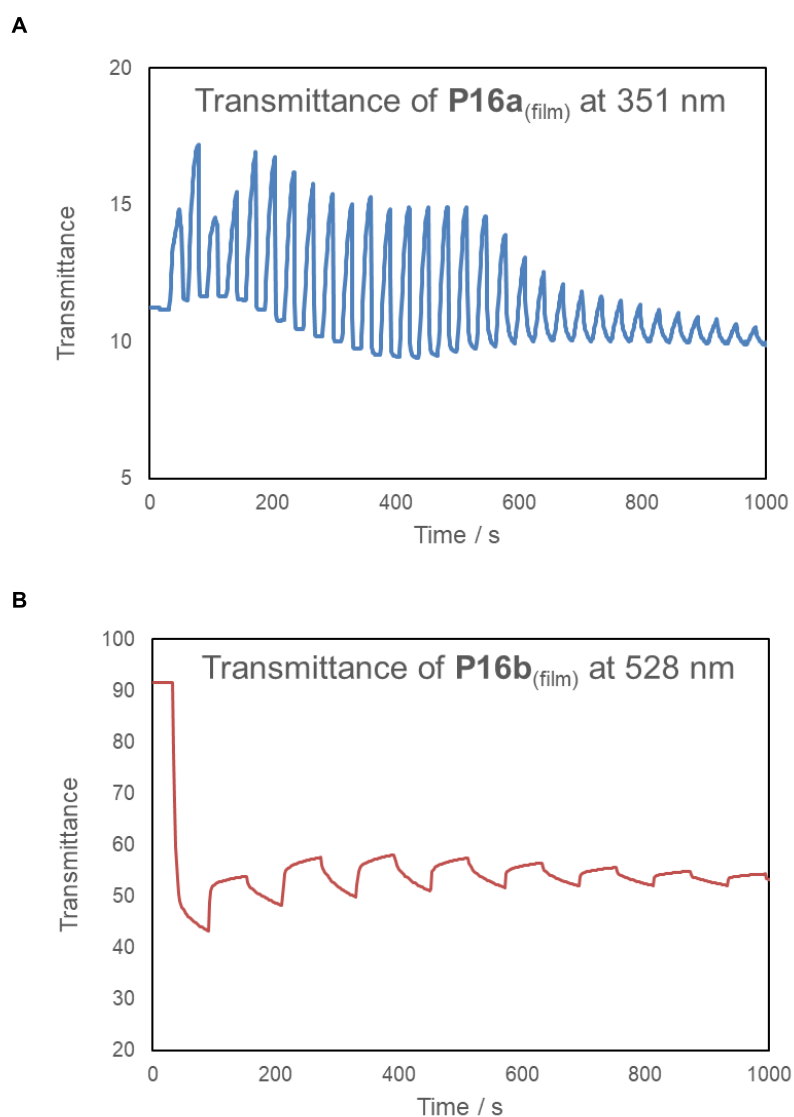 A
Transmittance of P16a(film) at 351 nm
20
15
10
5
Transmittance
0 200 400 600 800 1000
Time / s
B
Transmittance of P16b(film) at 528 nm
100
90
80
70
60
50
40
30
20
Transmittance
0 200 400 600 800 1000
Time / s